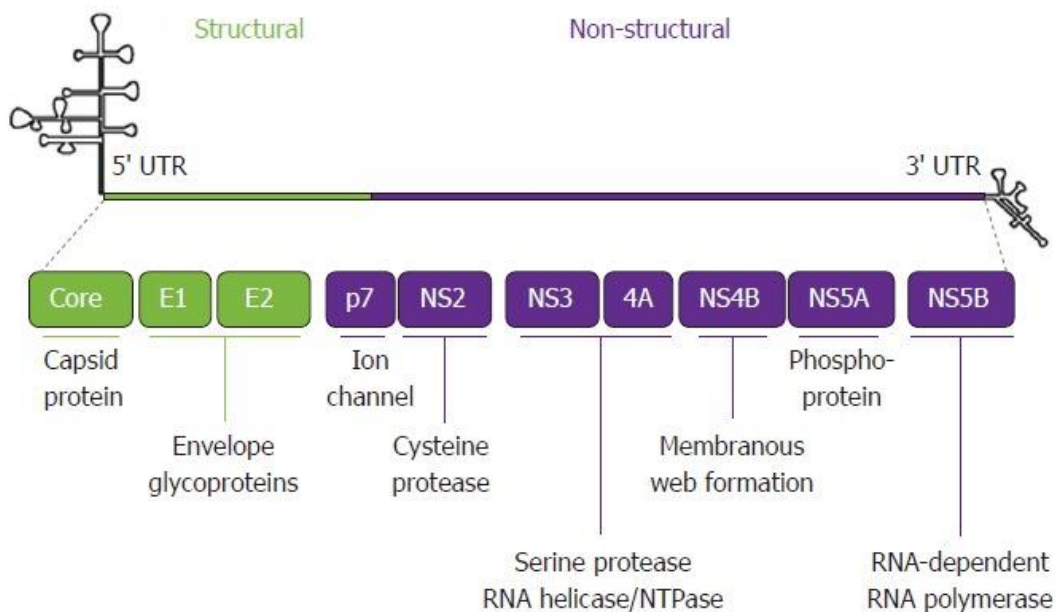 Structural
Non-structural
5' UTR
3' UTR
Core
E1
E2
p7
NS2
NS3
4A
NS4B
NS5A
NS5B
Capsid
protein
Envelope
glycoproteins
Ion
channel
Cysteine
protease
Serine protease
RNA helicase/NTPase
Membranous
web formation
Phospho-
protein
RNA-dependent
RNA polymerase